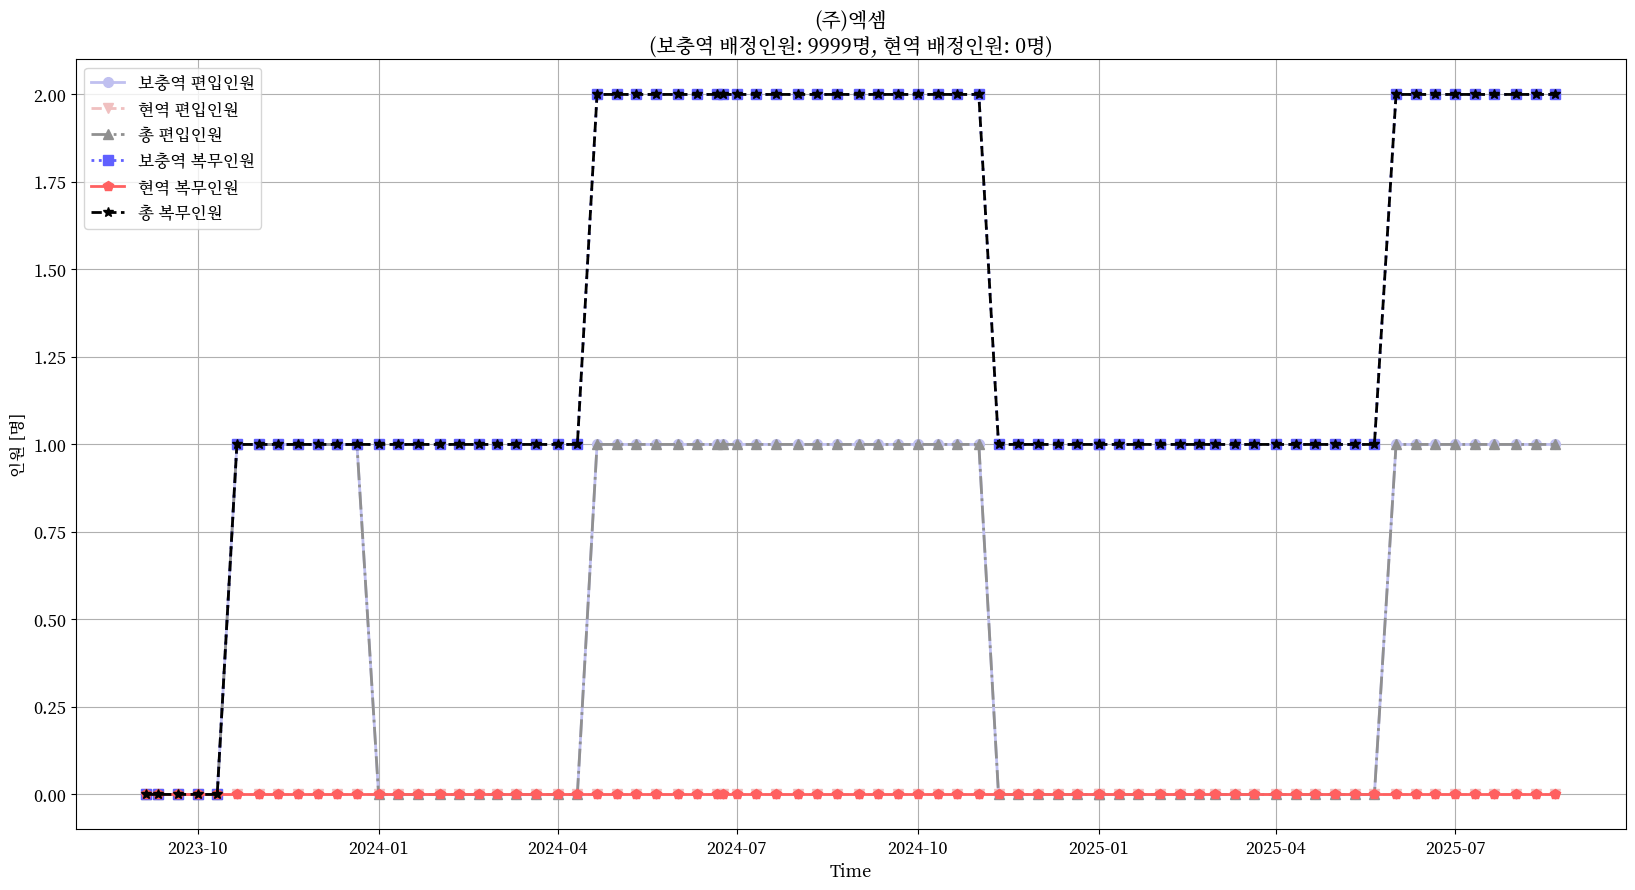 (주)엑셈
(보충역 배정인원: 9999명, 현역 배정인원: 0명)
보충역 편입인원
현역 편입인원
총 편입인원
보충역 복무인원
현역 복무인원
총 복무인원
2.00
1.75
1.50
1.25
1.00
0.75
0.50
0.25
0.00
인원 [명]
2023-10 2024-01 2024-04 2024-07 2024-10 2025-01 2025-04 2025-07
Time